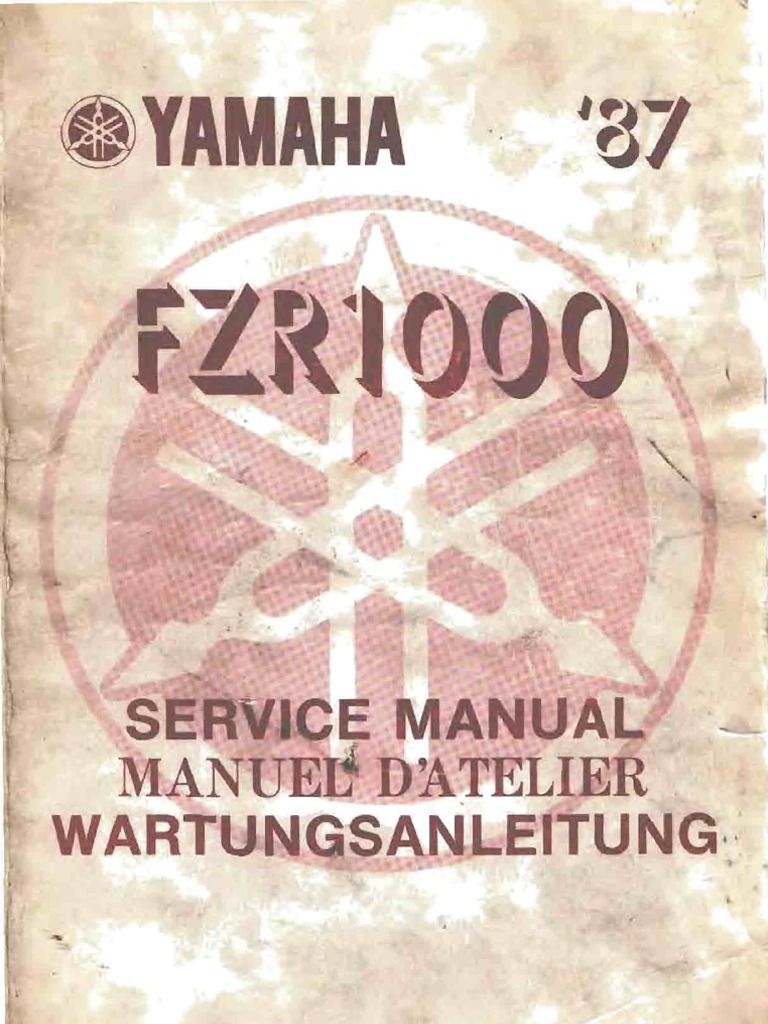 YAMAHA '87
FZR1000
SERVICE MANUAL
MANUEL D'ATELIER
WARTUNGSANLEITUNG